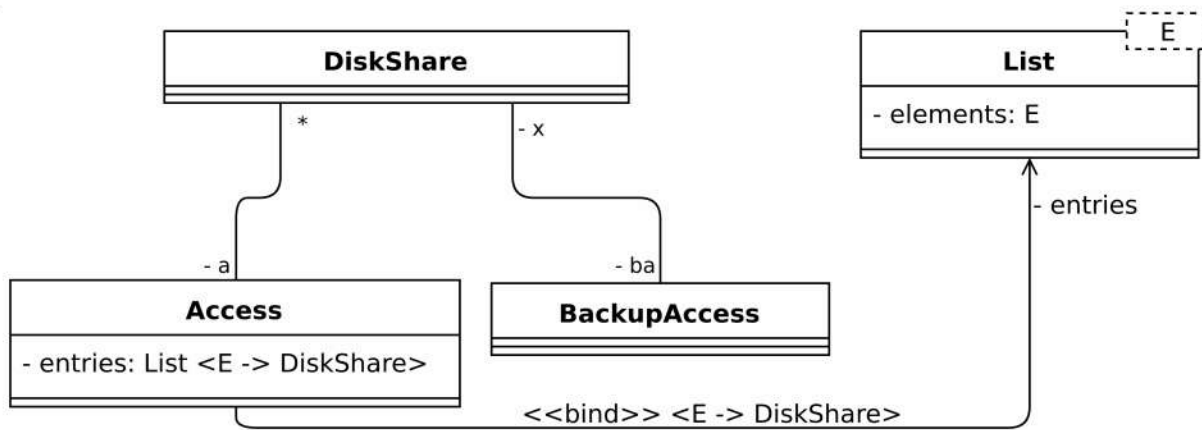 DiskShare
E
List
- elements: E
*
- x
- entries
- a
- ba
Access
- entries: List <E -> DiskShare>
BackupAccess
<<bind>> <E -> DiskShare>